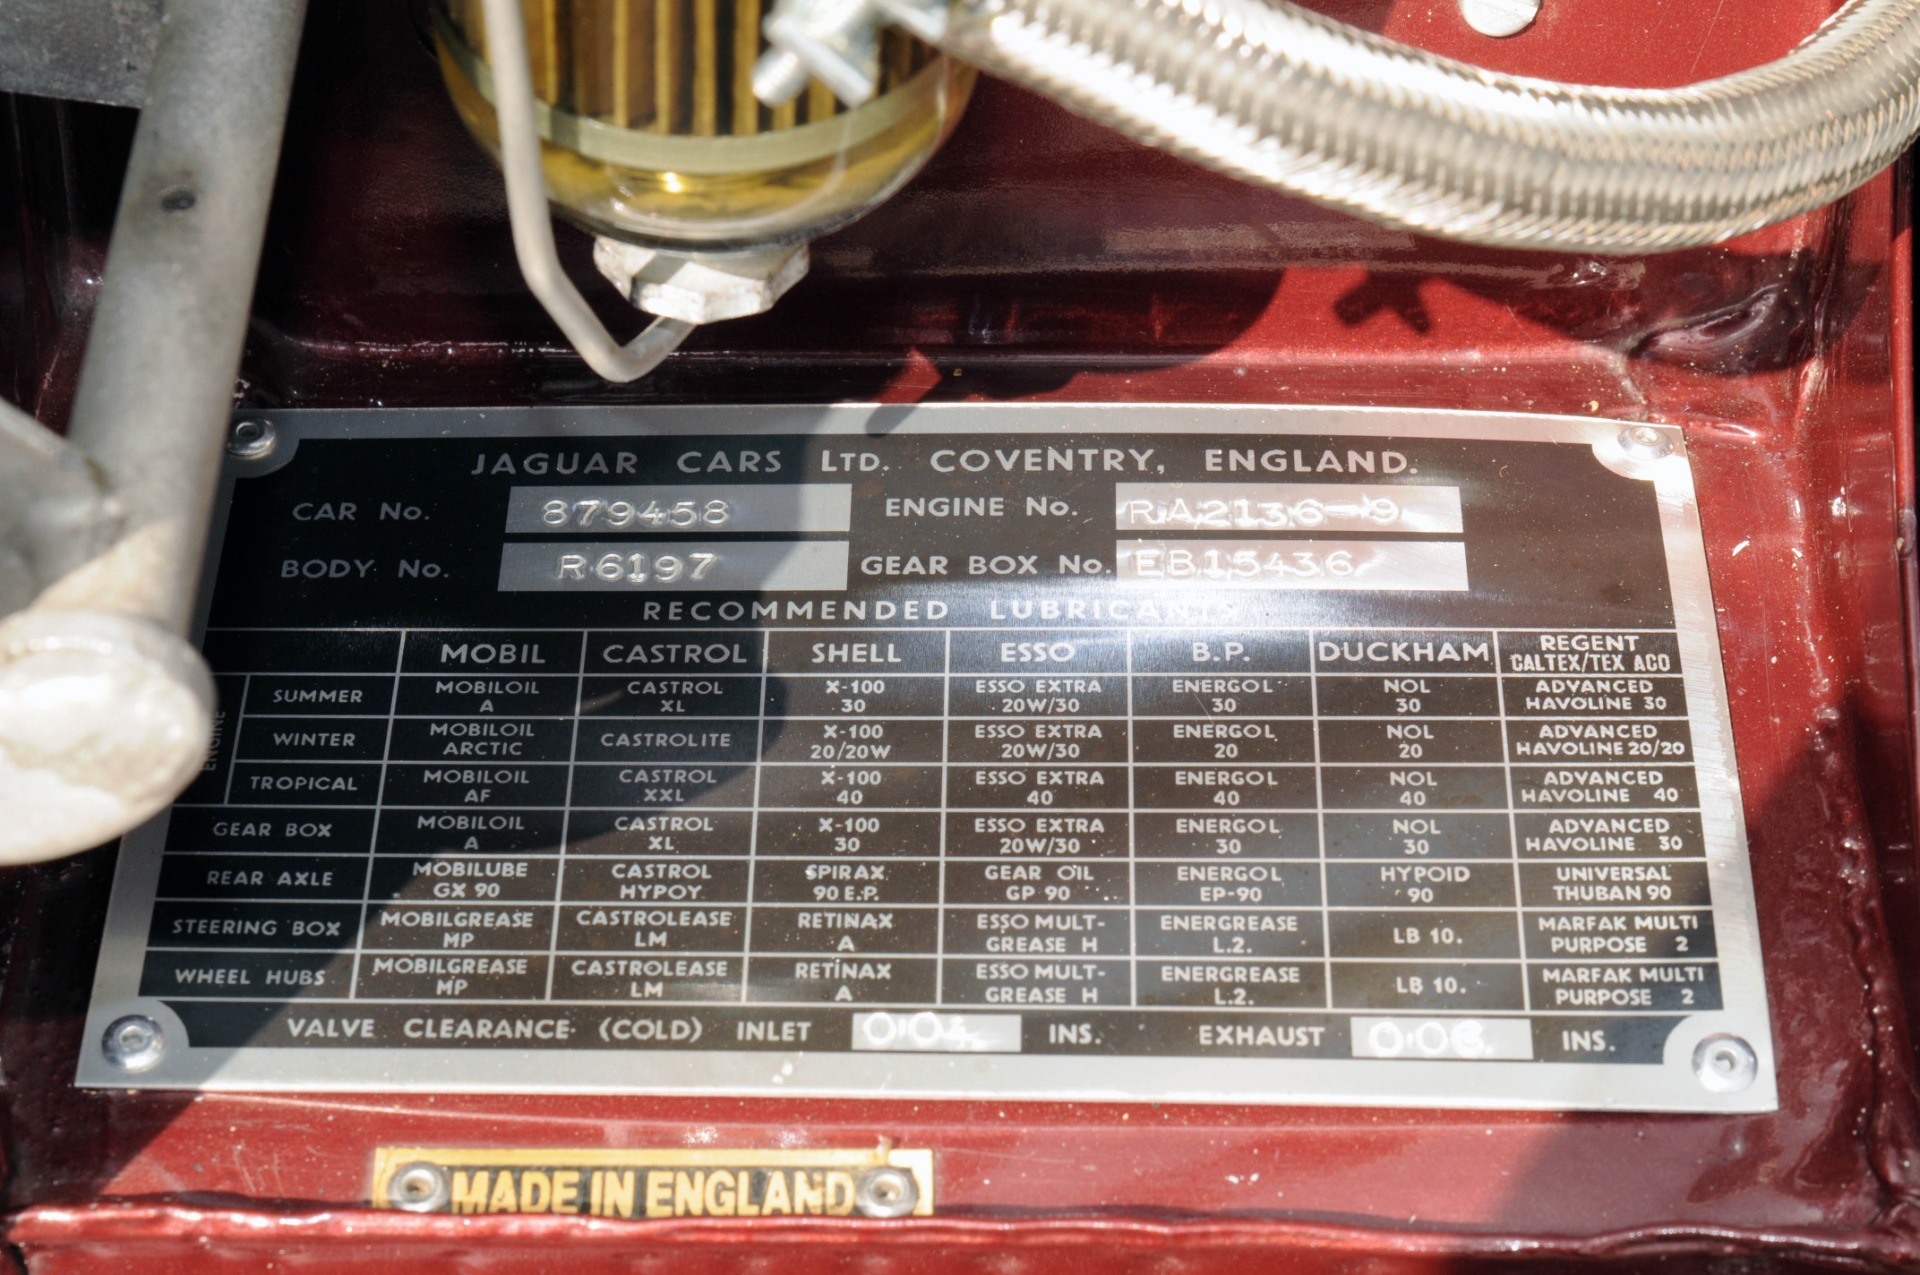 JAGUAR CARS LTD. COVENTRY, ENGLAND.
CAR No. 879458 ENGINE No. RA2136-9
BODY No. R6197 GEAR BOX No. EB15436
RECOMMENDED LUBRICANTS
MOBIL CASTROL SHELL ESSO B.P. DUCKHAM REGENT CALTEX/TEX ACO
ENGINE
SUMMER MOBILOIL A CASTROL XL X-100 30 ESSO EXTRA 20W/30 ENERGOL 30 NOL 30 ADVANCED HAVOLINE 30
WINTER MOBILOIL ARCTIC CASTROLITE X-100 20/20W ESSO EXTRA 20W/30 ENERGOL 20 NOL 20 ADVANCED HAVOLINE 20/20
TROPICAL MOBILOIL AF CASTROL XXL X-100 40 ESSO EXTRA 40 ENERGOL 40 NOL 40 ADVANCED HAVOLINE 40
GEAR BOX MOBILOIL A CASTROL XL X-100 30 ESSO EXTRA 20W/30 ENERGOL 30 NOL 30 ADVANCED HAVOLINE 30
REAR AXLE MOBILUBE GX 90 CASTROL HYPOY. SPIRAX 90 E.P. GEAR OIL GP 90 ENERGOL EP-90 HYPOID 90 UNIVERSAL THUBAN 90
STEERING BOX MOBILGREASE MP CASTROLEASE LM RETINAX A ESSO MULT-GREASE H ENERGREASE L.2. LB 10. MARFAK MULTI PURPOSE 2
WHEEL HUBS MOBILGREASE MP CASTROLEASE LM RETINAX A ESSO MULT-GREASE H ENERGREASE L.2. LB 10. MARFAK MULTI PURPOSE 2
VALVE CLEARANCE (COLD) INLET INS. EXHAUST INS.
MADE IN ENGLAND